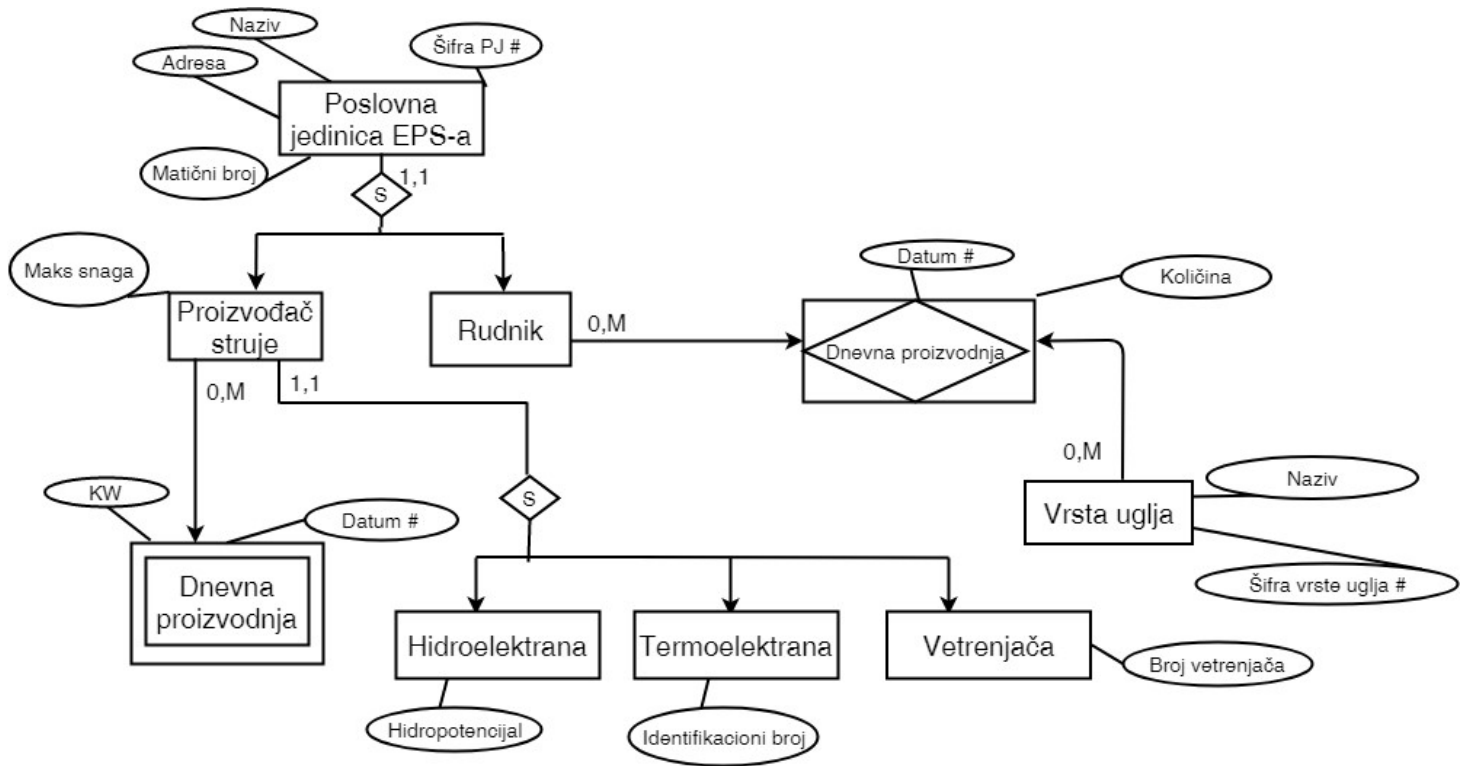 Naziv
Šifra PJ #
Adresa
Poslovna
jedinica EPS-a
Matični broj
1,1
S
Maks snaga
Datum #
Količina
Proizvođač
struje
Rudnik
0,M
Dnevna proizvodnja
0,M
1,1
0,M
KW
Datum #
S
Naziv
Vrsta uglja
Šifra vrste uglja #
Dnevna
proizvodnja
Hidroelektrana
Termoelektrana
Vetrenjača
Broj vetrenjača
Hidropotencijal
Identifikacioni broj